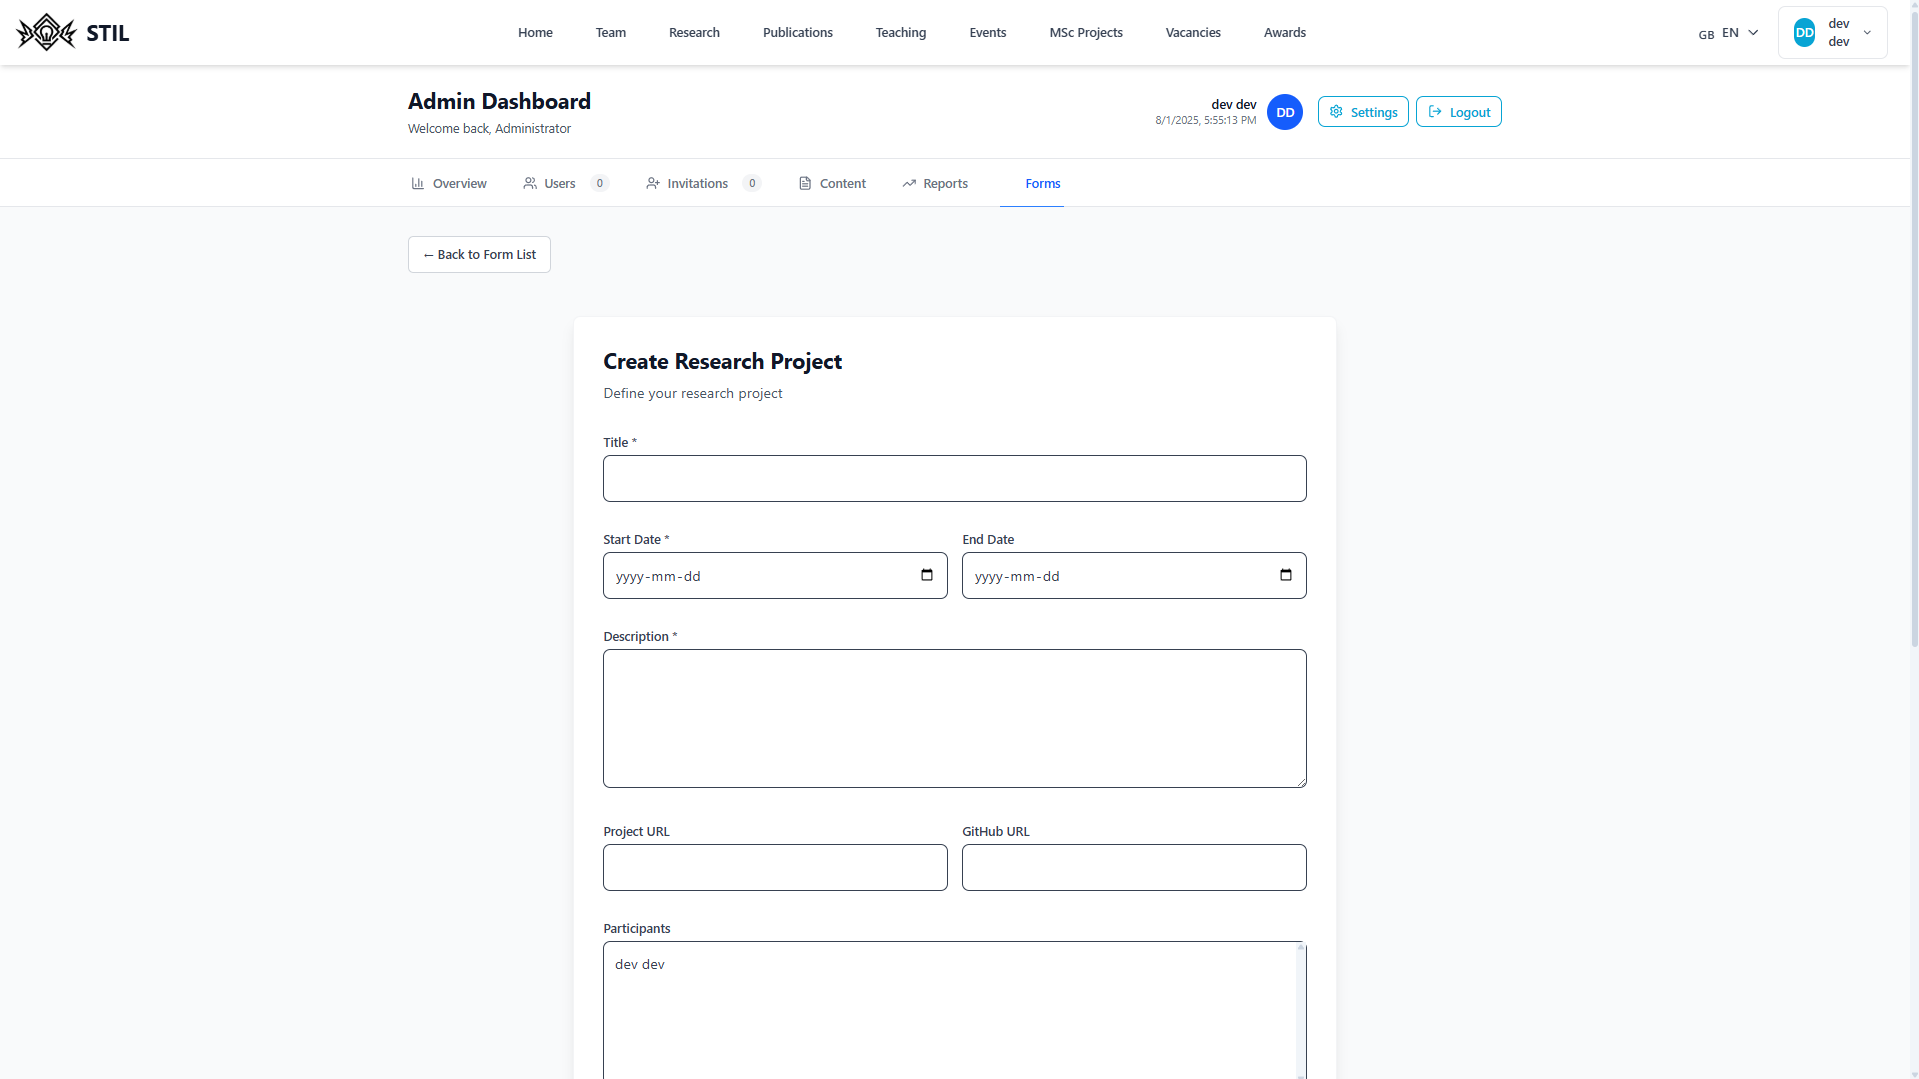 STIL
Home Team Research Publications Teaching Events MSc Projects Vacancies Awards
GB EN
DD dev dev
Admin Dashboard
Welcome back, Administrator
dev dev
8/1/2025, 5:55:13 PM
DD
Settings
Logout
Overview Users 0 Invitations 0 Content Reports Forms
← Back to Form List
Create Research Project
Define your research project
Title *
Start Date * End Date
yyyy-mm-dd yyyy-mm-dd
Description *
Project URL GitHub URL
Participants
dev dev